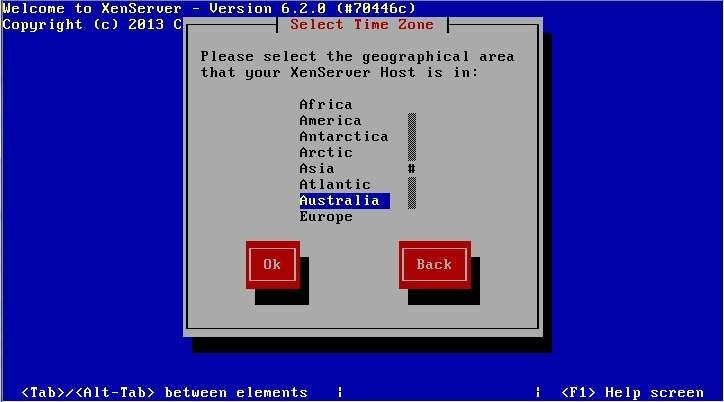 Welcome to XenServer - Version 6.2.0 (#70446c)
Copyright (c) 2013 C
Select Time Zone
Please select the geographical area
that your XenServer Host is in:
Africa
America
Antarctica
Arctic
Asia #
Atlantic
Australia
Europe
Ok Back
<Tab>/<Alt-Tab> between elements | | <F1> Help screen